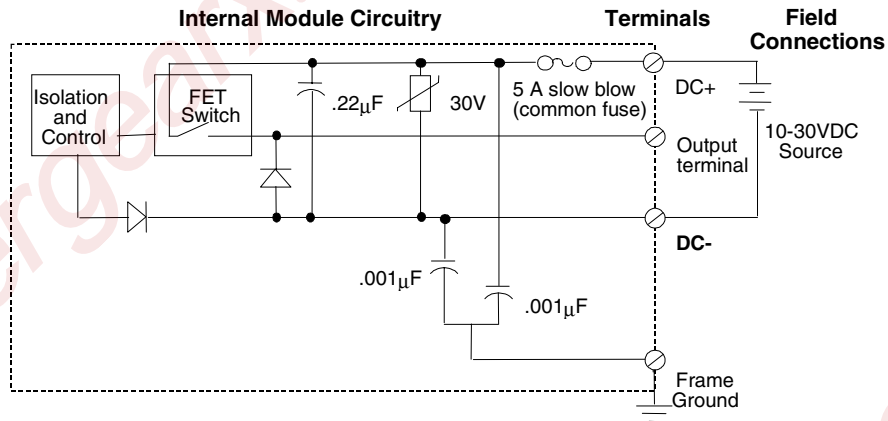 Internal Module Circuitry
Terminals
Field
Connections
Isolation
and
Control
FET
Switch
.22μF
30V
5 A slow blow
(common fuse)
DC+
Output
terminal
10-30VDC
Source
DC-
.001μF
.001μF
Frame
Ground